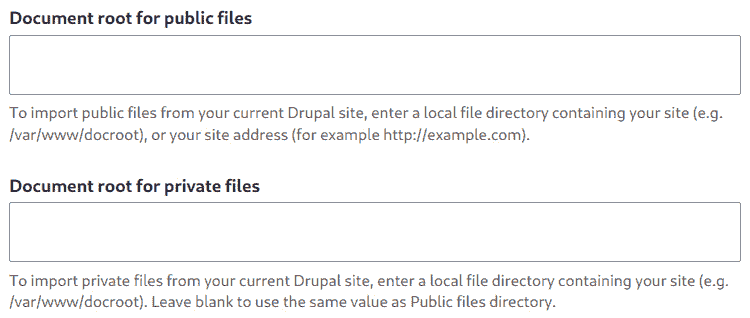 Document root for public files
To import public files from your current Drupal site, enter a local file directory containing your site (e.g.
/var/www/docroot), or your site address (for example http://example.com).
Document root for private files
To import private files from your current Drupal site, enter a local file directory containing your site (e.g.
/var/www/docroot). Leave blank to use the same value as Public files directory.